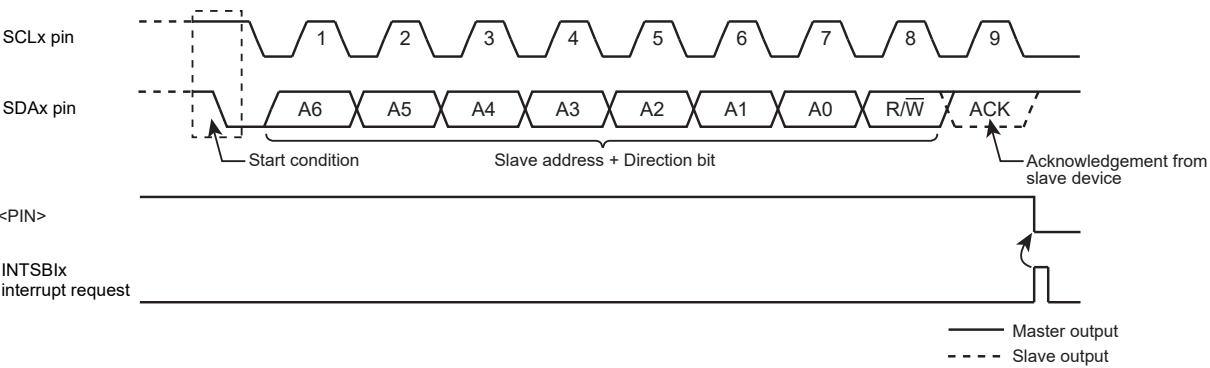 SCLx pin
1 2 3 4 5 6 7 8 9
SDAx pin
A6 A5 A4 A3 A2 A1 A0 R/W̅ ACK
Start condition
Slave address + Direction bit
Acknowledgement from
slave device
<PIN>
INTSBIx
interrupt request
Master output
Slave output